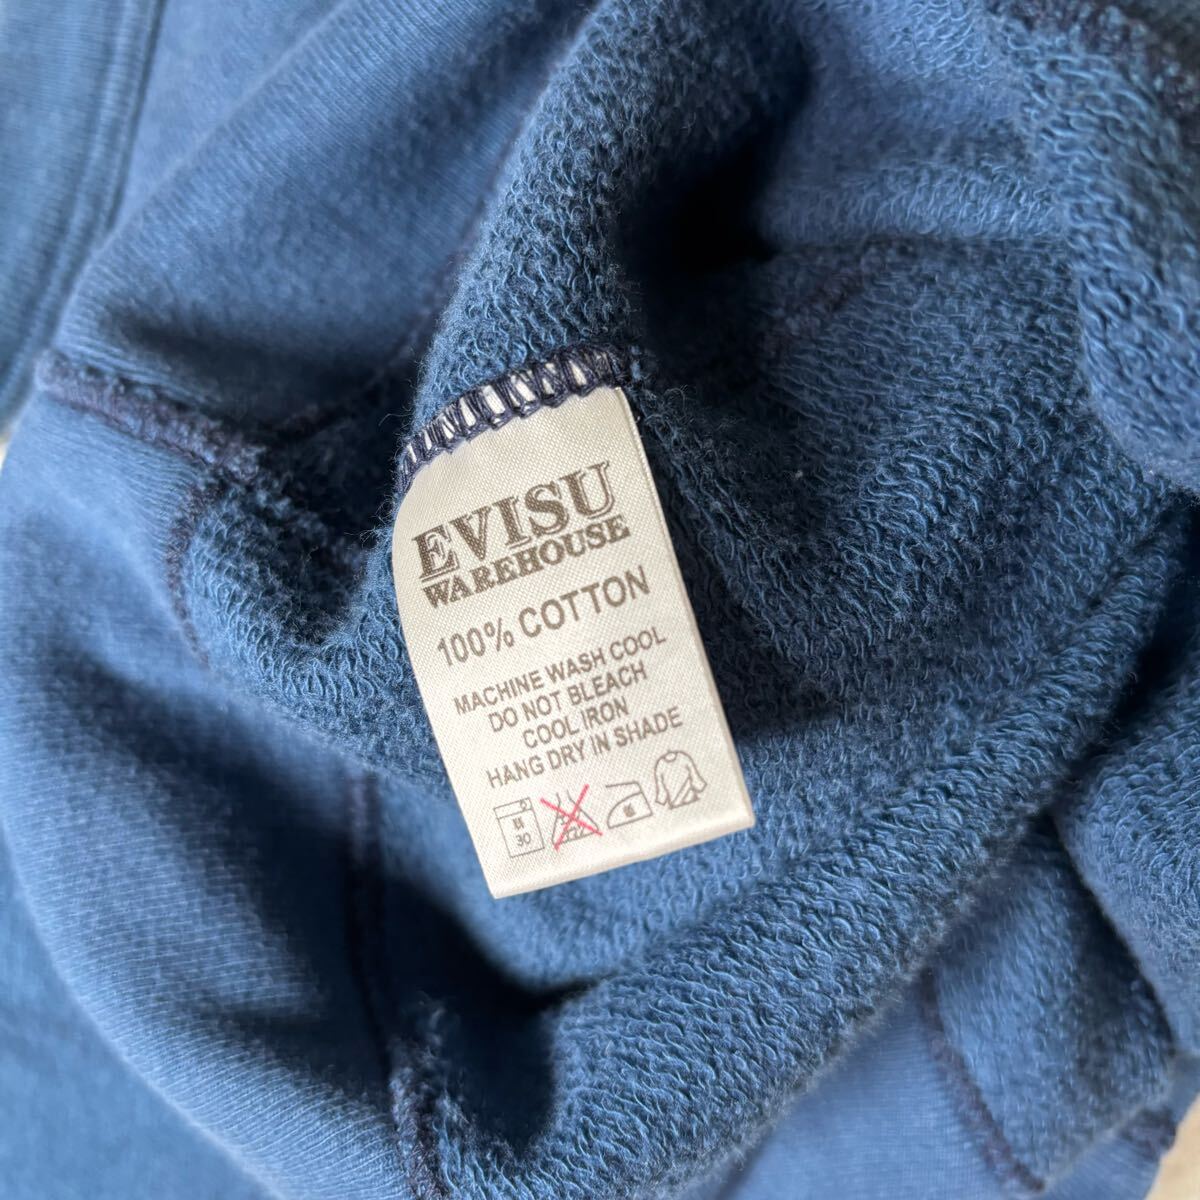 EVISU
WAREHOUSE
100% COTTON
MACHINE WASH COOL
DO NOT BLEACH
COOL IRON
HANG DRY IN SHADE
30